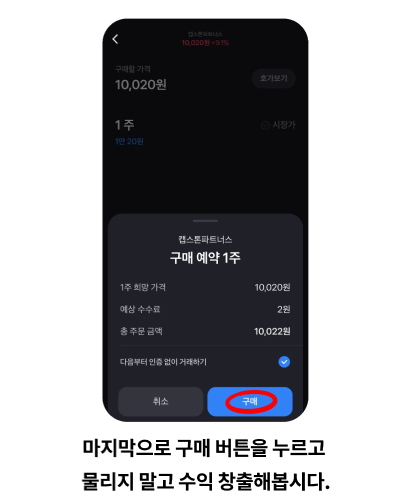 캡스톤파트너스
10,020원 +3.1%
구매할 가격
10,020원
호가보기
1 주
시장가
1만 20원
캡스톤파트너스
구매 예약 1주
1주 희망 가격 10,020원
예상 수수료 2원
총 주문 금액 10,022원
다음부터 인증 없이 거래하기
취소 구매
마지막으로 구매 버튼을 누르고
물리지 말고 수익 창출해봅시다.